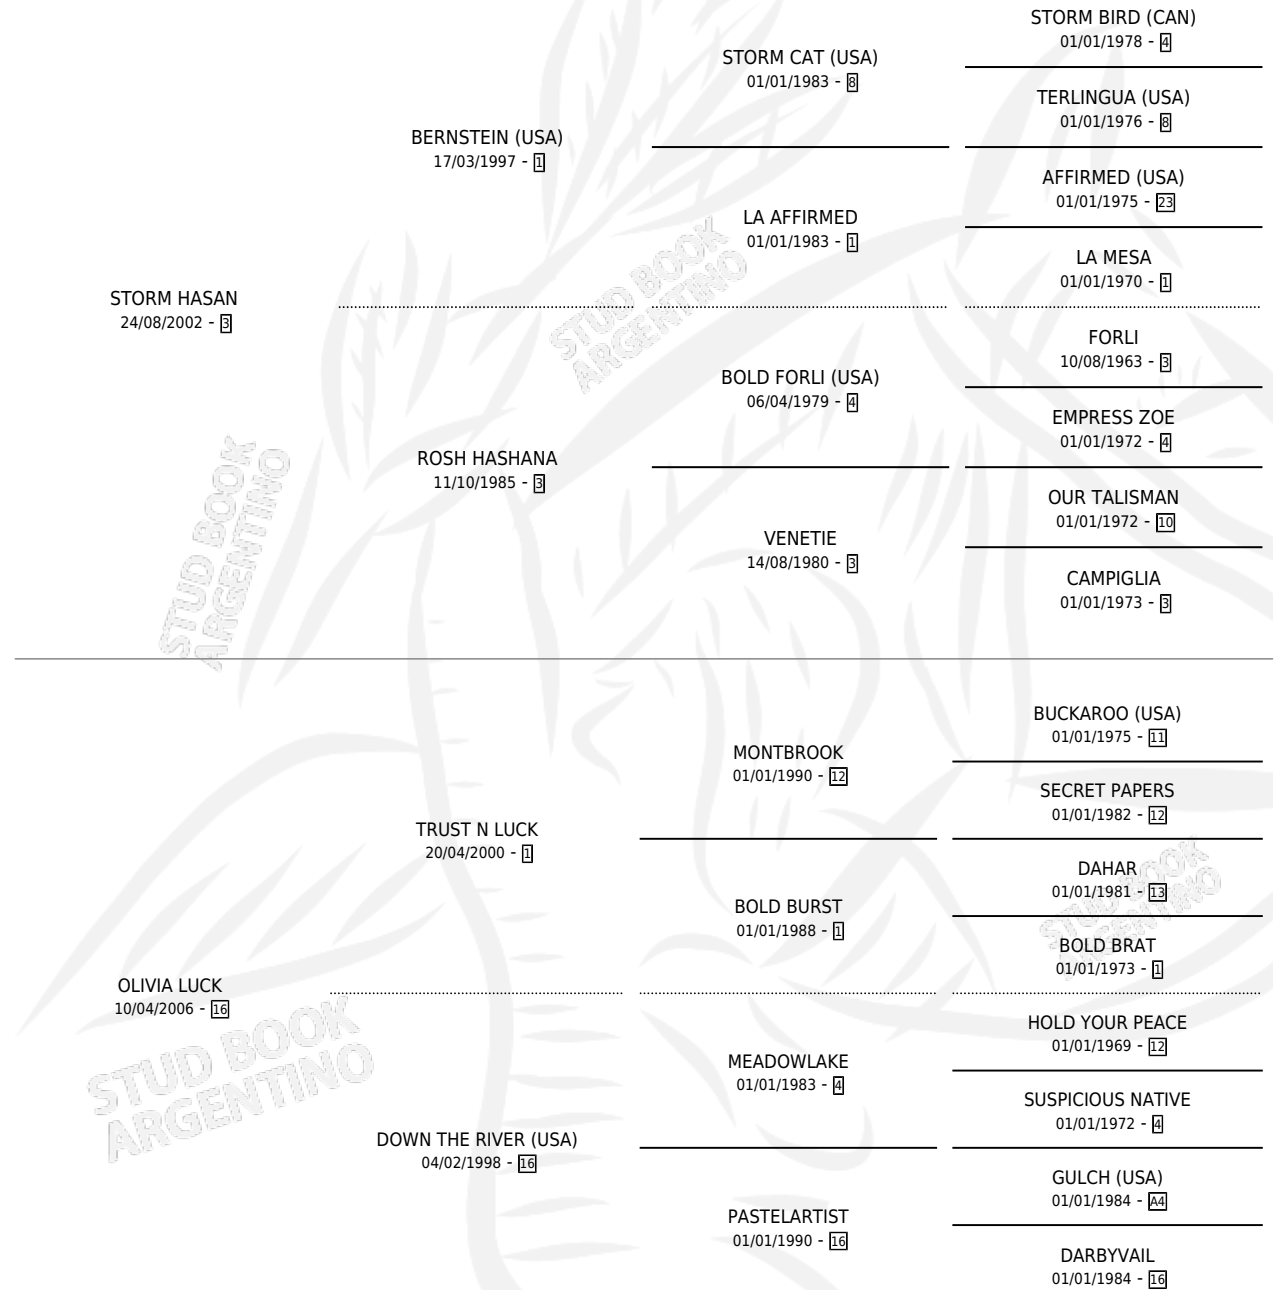 STORM BIRD (CAN)
01/01/1978 - 4
STORM CAT (USA)
01/01/1983 - 8
TERLINGUA (USA)
01/01/1976 - 8
BERNSTEIN (USA)
17/03/1997 - 1
AFFIRMED (USA)
01/01/1975 - 23
LA AFFIRMED
01/01/1983 - 1
LA MESA
01/01/1970 - 1
STORM HASAN
24/08/2002 - 3
FORLI
10/08/1963 - 3
BOLD FORLI (USA)
06/04/1979 - 4
EMPRESS ZOE
01/01/1972 - 4
ROSH HASHANA
11/10/1985 - 3
OUR TALISMAN
01/01/1972 - 10
VENETIE
14/08/1980 - 3
CAMPIGLIA
01/01/1973 - 3
STUD BOOK
ARGENTINO
STUD BOOK
ARGENTINO
BUCKAROO (USA)
01/01/1975 - 11
MONTBROOK
01/01/1990 - 12
SECRET PAPERS
01/01/1982 - 12
TRUST N LUCK
20/04/2000 - 1
DAHAR
01/01/1981 - 13
BOLD BURST
01/01/1988 - 1
BOLD BRAT
01/01/1973 - 1
OLIVIA LUCK
10/04/2006 - 16
HOLD YOUR PEACE
01/01/1969 - 12
MEADOWLAKE
01/01/1983 - 4
SUSPICIOUS NATIVE
01/01/1972 - 4
DOWN THE RIVER (USA)
04/02/1998 - 16
GULCH (USA)
01/01/1984 - A4
PASTELARTIST
01/01/1990 - 16
DARBYVAIL
01/01/1984 - 16
STUD BOOK
ARGENTINO
STUD BOOK
ARGENTINO